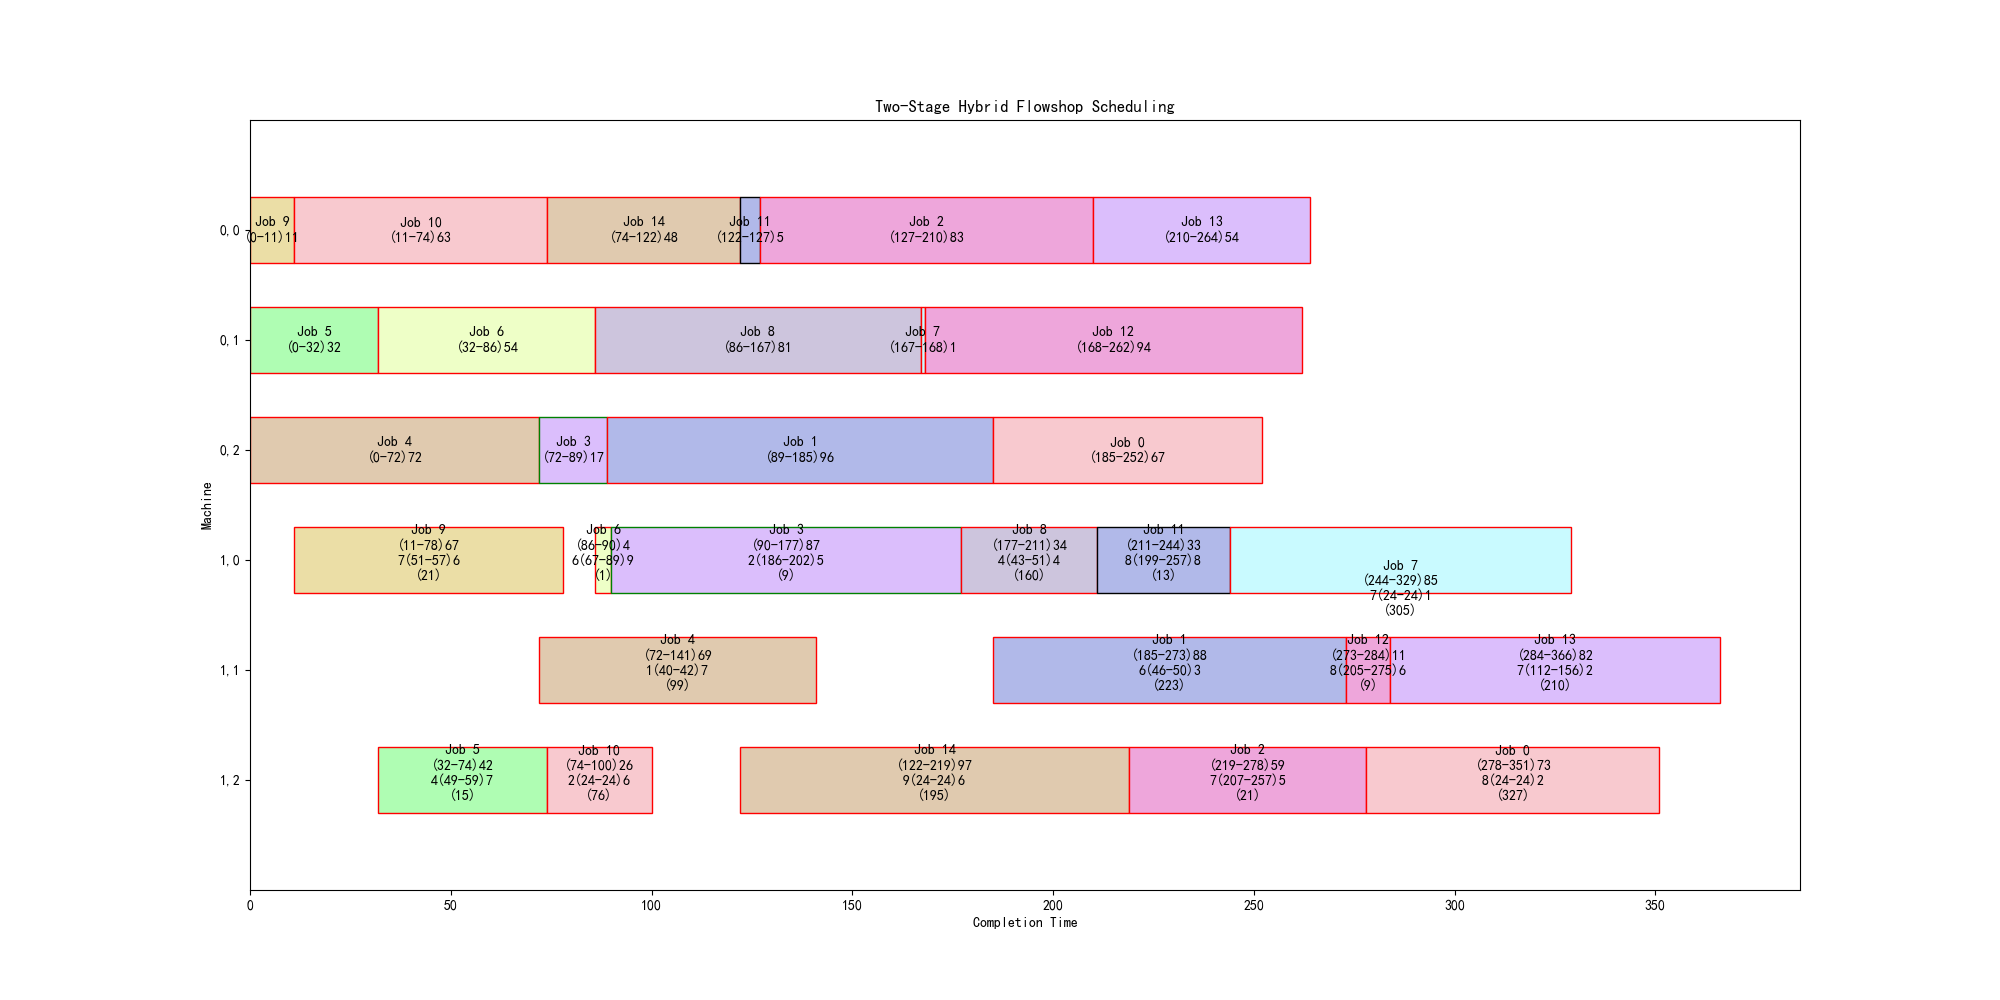 Two-Stage Hybrid Flowshop Scheduling
Machine
0,0
Job 9
(0-11)11
Job 10
(11-74)63
Job 14
(74-122)48
Job 11
(122-127)5
Job 2
(127-210)83
Job 13
(210-264)54
0,1
Job 5
(0-32)32
Job 6
(32-86)54
Job 8
(86-167)81
Job 7
(167-168)1
Job 12
(168-262)94
0,2
Job 4
(0-72)72
Job 3
(72-89)17
Job 1
(89-185)96
Job 0
(185-252)67
1,0
Job 9
(11-78)67
7(51-57)6
(21)
Job 6
(86-90)4
6(67-89)9
(1)
Job 3
(90-177)87
2(186-202)5
(9)
Job 8
(177-211)34
4(43-51)4
(160)
Job 11
(211-244)33
8(199-257)8
(13)
Job 7
(244-329)85
7(24-24)1
(305)
1,1
Job 4
(72-141)69
1(40-42)7
(99)
Job 1
(185-273)88
6(46-50)3
(223)
Job 12
(273-284)11
8(205-275)6
(9)
Job 13
(284-366)82
7(112-156)2
(210)
1,2
Job 5
(32-74)42
4(49-59)7
(15)
Job 10
(74-100)26
2(24-24)6
(76)
Job 14
(122-219)97
9(24-24)6
(195)
Job 2
(219-278)59
7(207-257)5
(21)
Job 0
(278-351)73
8(24-24)2
(327)
0 50 100 150 200 250 300 350
Completion Time